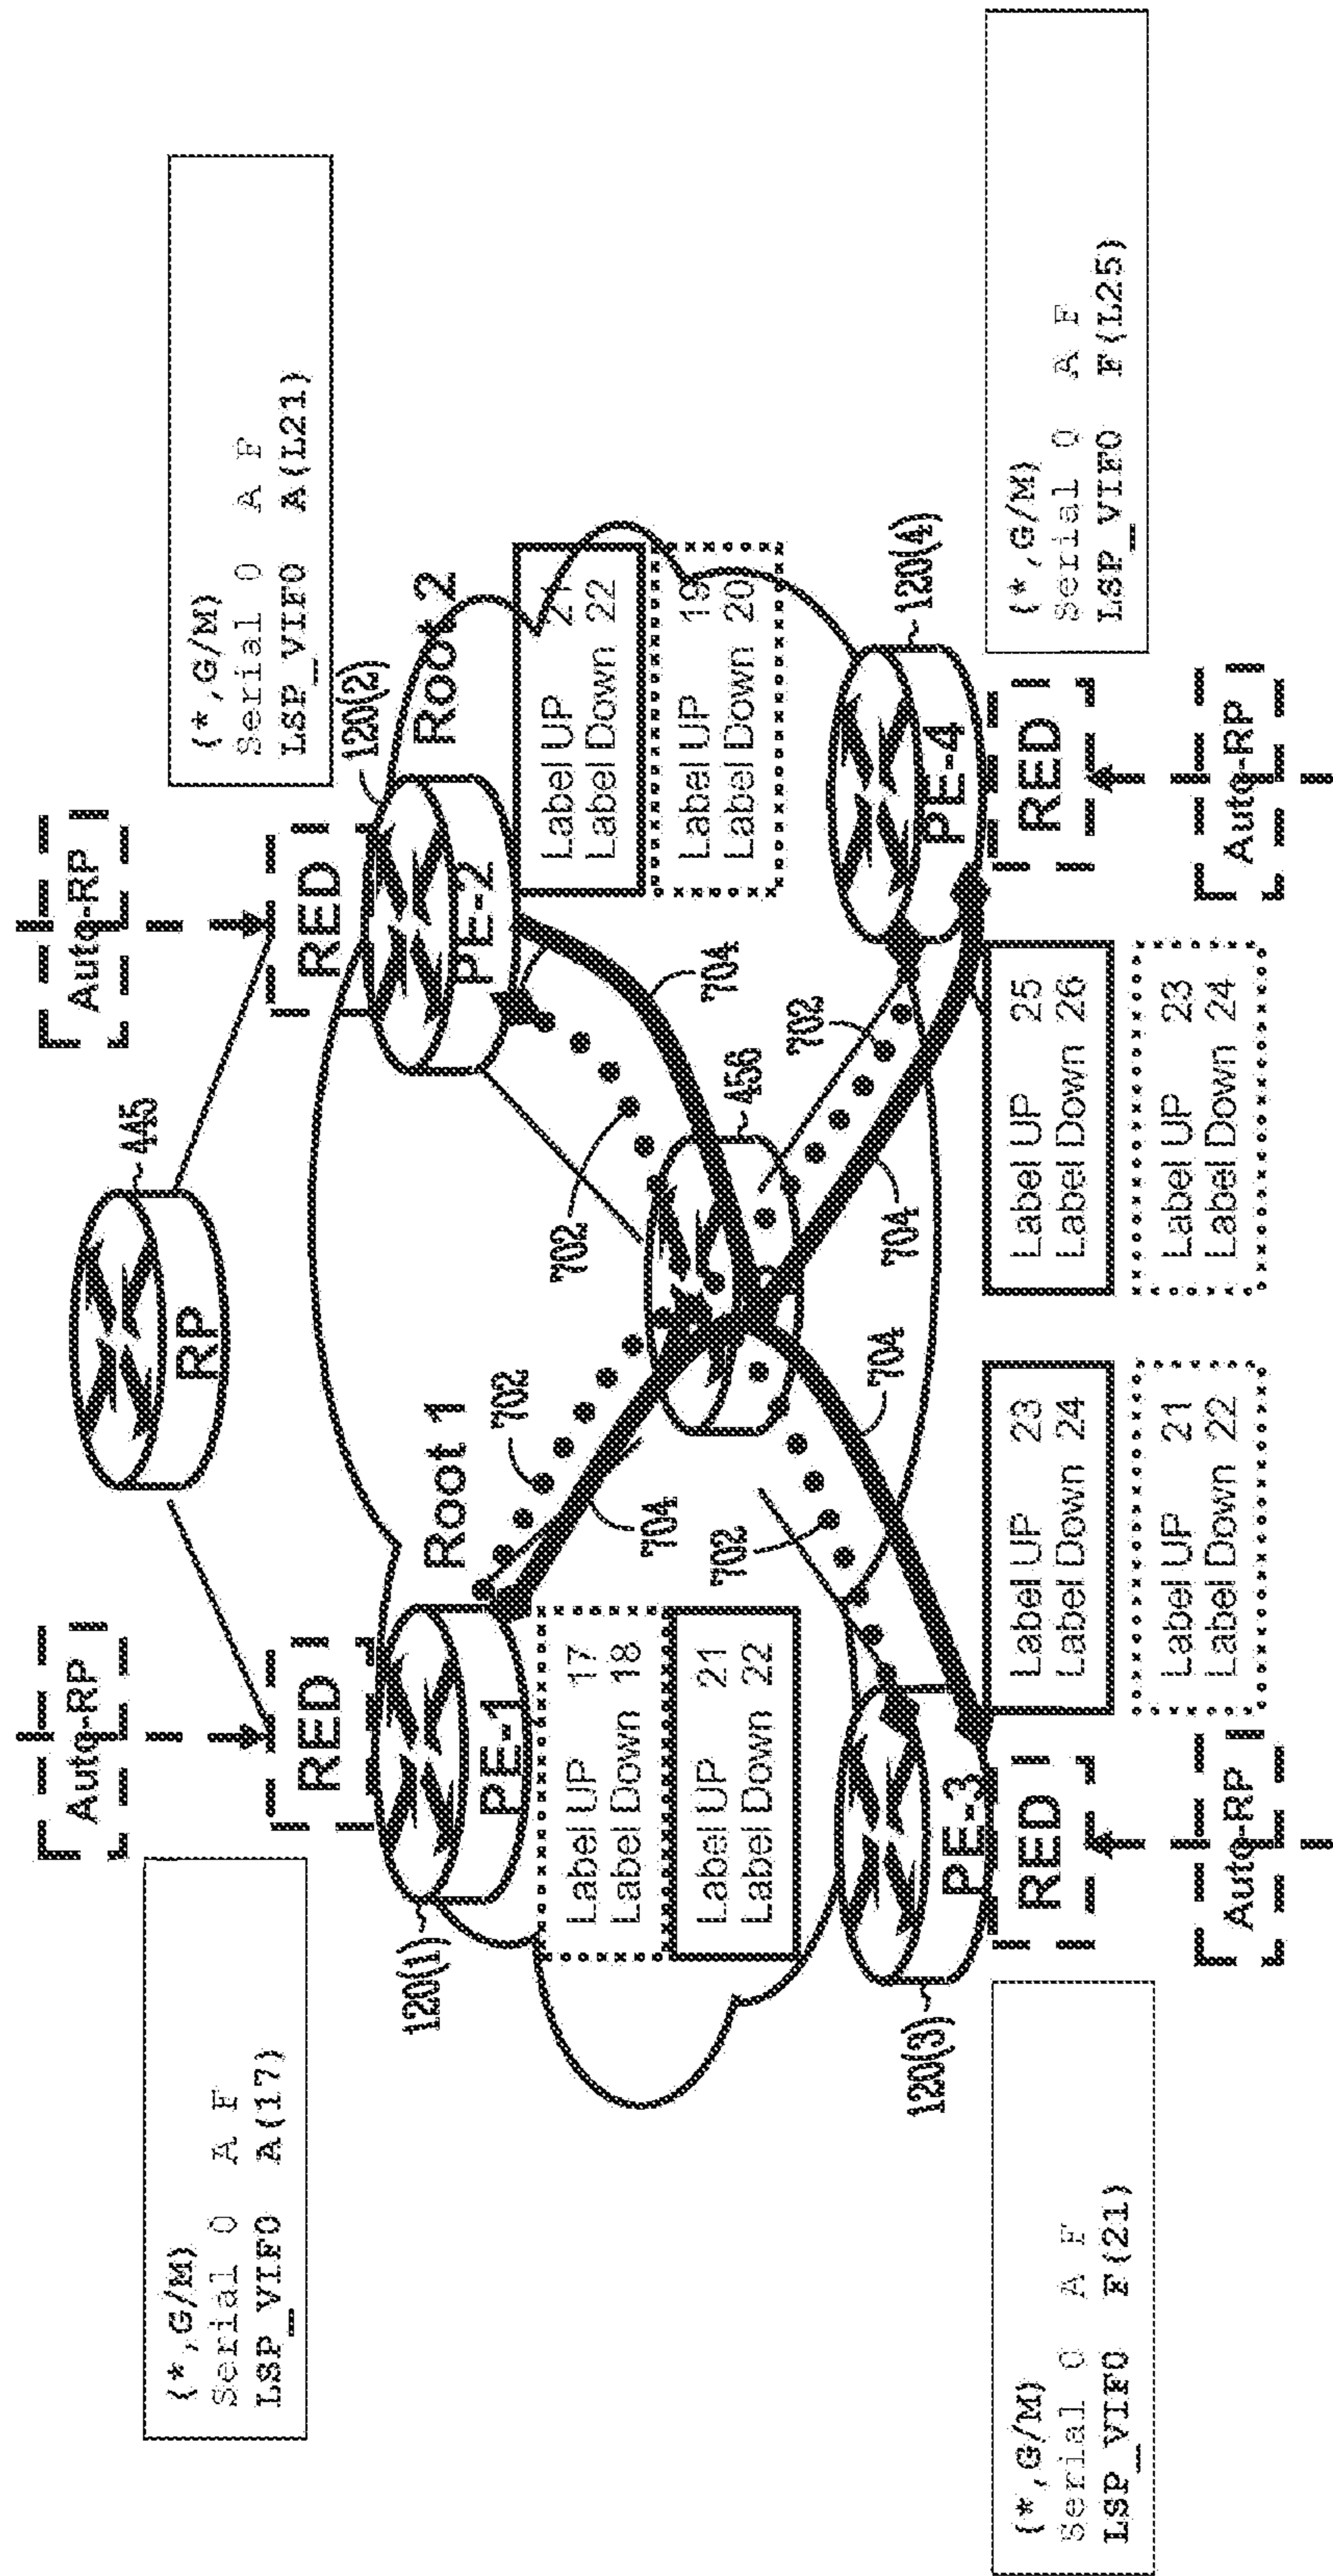 Auto-RP
445
Auto-RP
RP
{*,G/M}
Serial 0 A F
LSP_VIF0 A(17)
{*,G/M}
Serial 0 A F
LSP_VIF0 A(L21)
RED
RED
120(1)
PE-1
Root 1
702
702
PE-2
120(2)
Root 2
Label UP 17
Label Down 18
Label UP 21
Label Down 22
704
704
456
Label UP 21
Label Down 22
Label UP 19
Label Down 20
702
702
120(3)
PE-3
704
704
PE-4
120(4)
RED
Label UP 23
Label Down 24
Label UP 21
Label Down 22
Label UP 25
Label Down 26
Label UP 23
Label Down 24
RED
{*,G/M}
Serial 0 A F
LSP_VIF0 F(21)
{*,G/M}
Serial 0 A F
LSP_VIF0 F(L25)
Auto-RP
Auto-RP